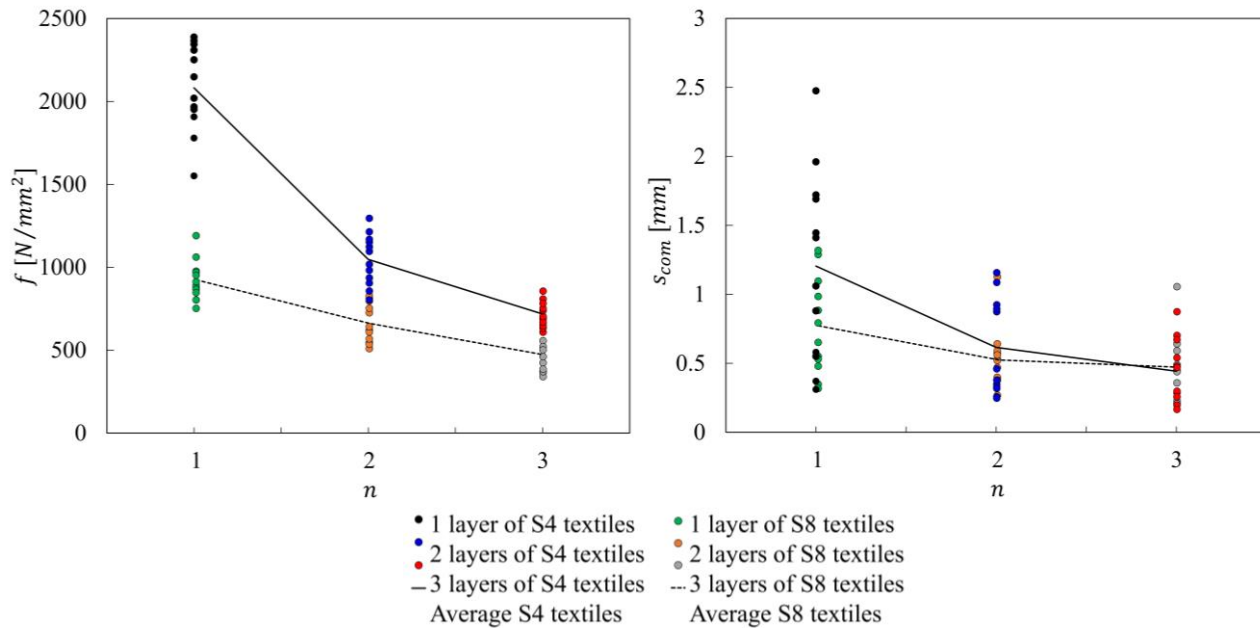 2500
2000
1500
1000
500
0
f [N/mm²]
1 2 3
n
3
2.5
2
1.5
1
0.5
0
s_com [mm]
1 2 3
n
1 layer of S4 textiles
2 layers of S4 textiles
3 layers of S4 textiles
Average S4 textiles
1 layer of S8 textiles
2 layers of S8 textiles
3 layers of S8 textiles
Average S8 textiles